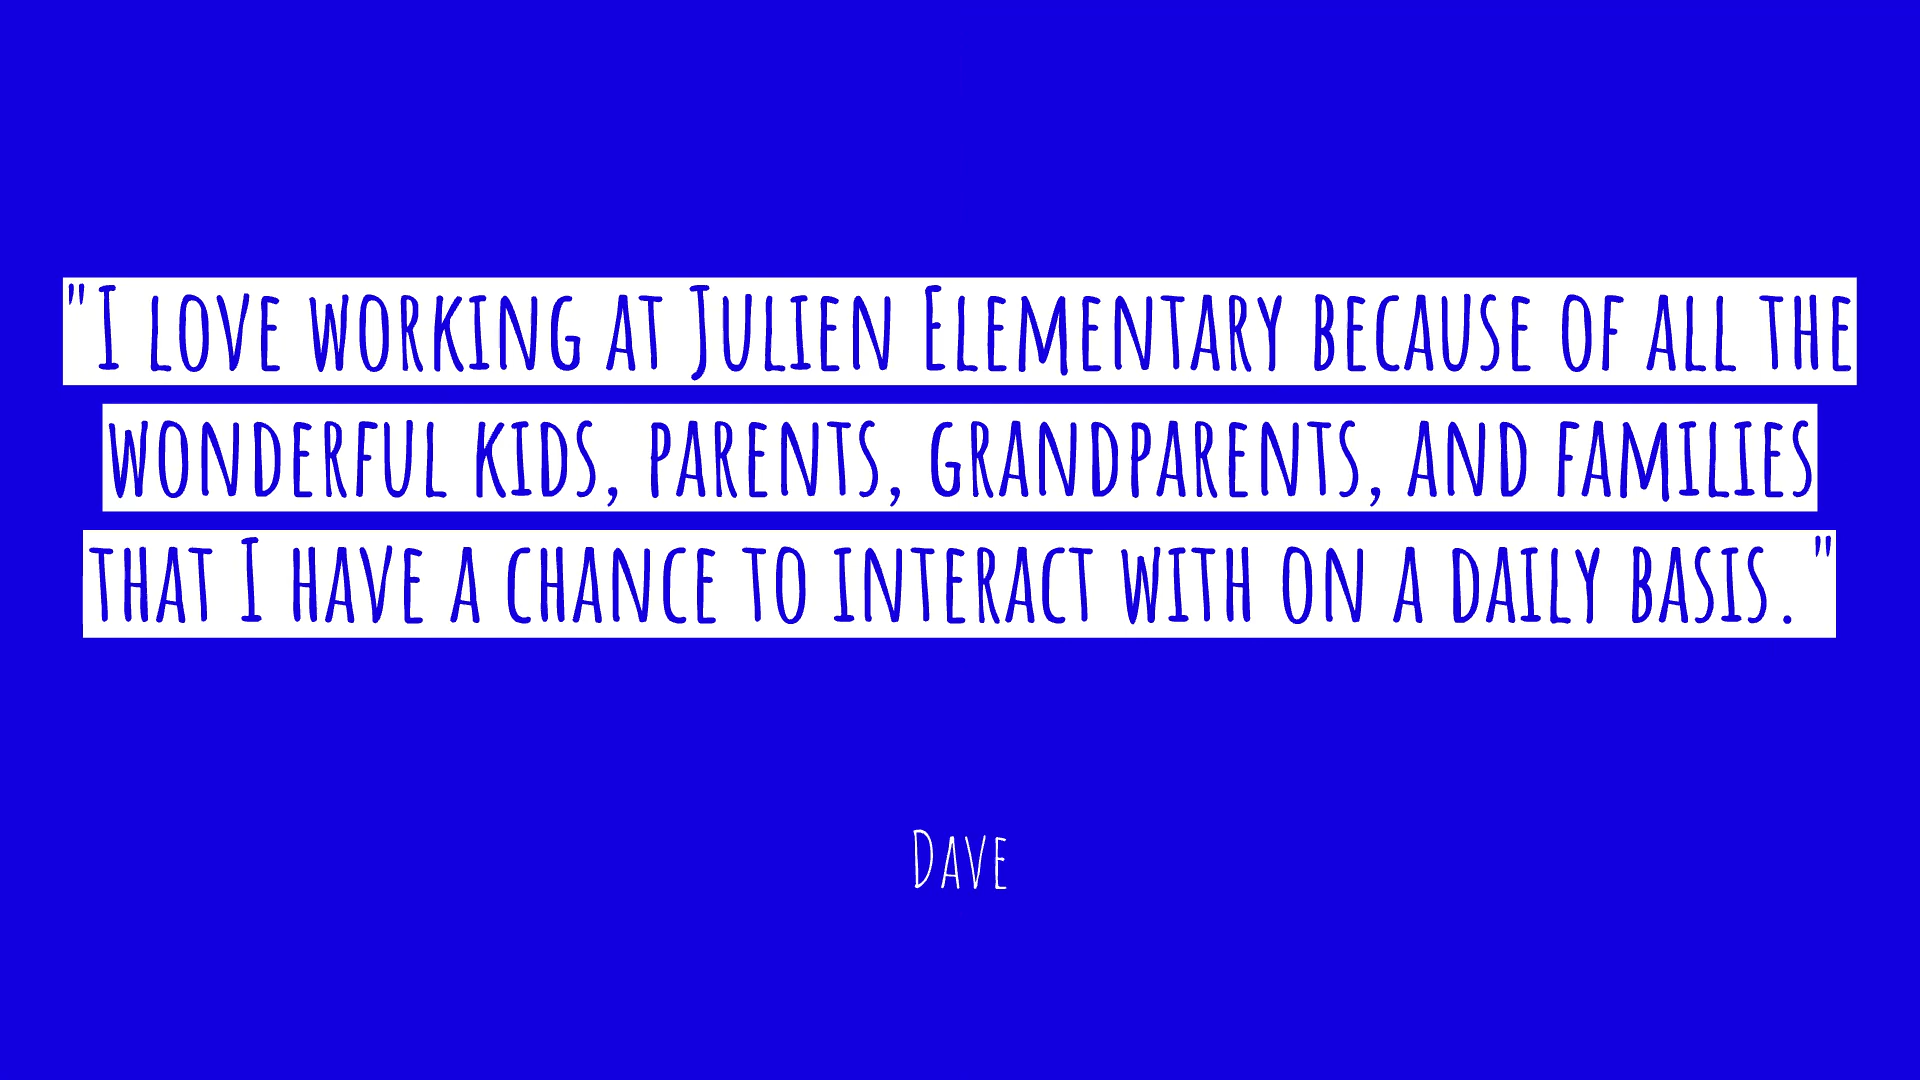 "I love working at Julien Elementary because of all the
wonderful kids, parents, grandparents, and families
that I have a chance to interact with on a daily basis."
Dave